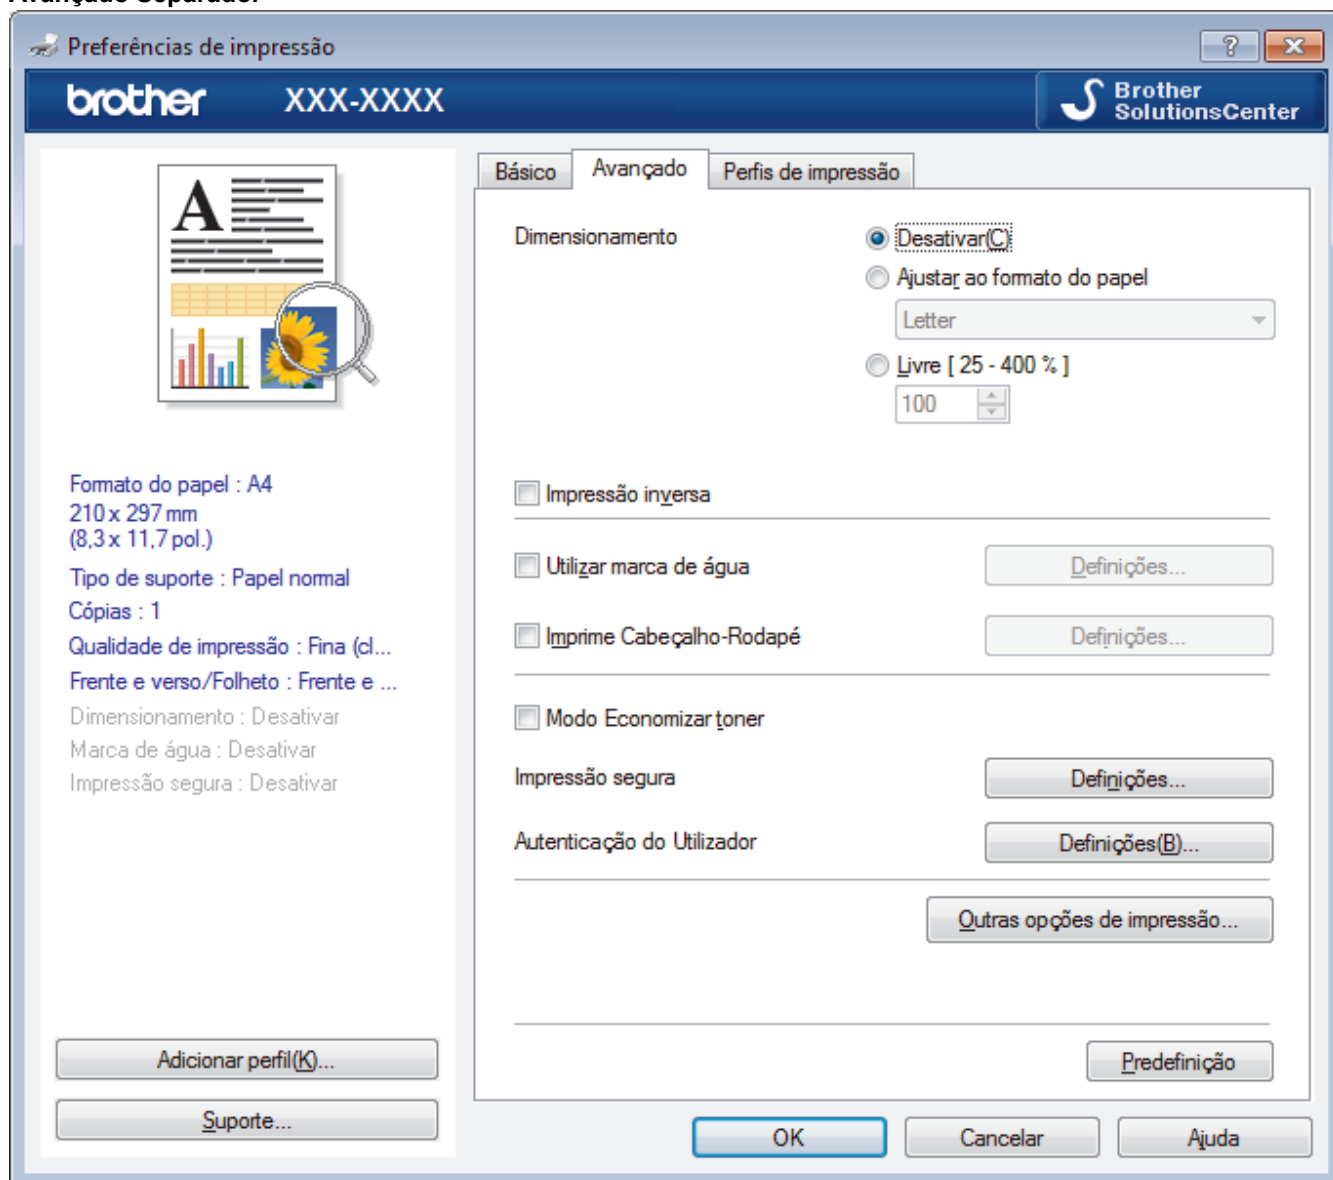 Avançado Separador
Preferências de impressão
brother XXX-XXXX
Brother
SolutionsCenter
A
Formato do papel : A4
210 x 297 mm
(8,3 x 11,7 pol.)
Tipo de suporte : Papel normal
Cópias : 1
Qualidade de impressão : Fina (cl...
Frente e verso/Folheto : Frente e ...
Dimensionamento : Desativar
Marca de água : Desativar
Impressão segura : Desativar
Adicionar perfil(K)...
Suporte...
Básico Avançado Perfis de impressão
Dimensionamento Desativar(C)
Ajustar ao formato do papel
Letter
Livre [ 25 - 400 % ]
100
Impressão inversa
Utilizar marca de água Definições...
Imprime Cabeçalho-Rodapé Definições...
Modo Economizar toner
Impressão segura Definições...
Autenticação do Utilizador Definições(B)...
Outras opções de impressão...
Predefinição
OK Cancelar Ajuda